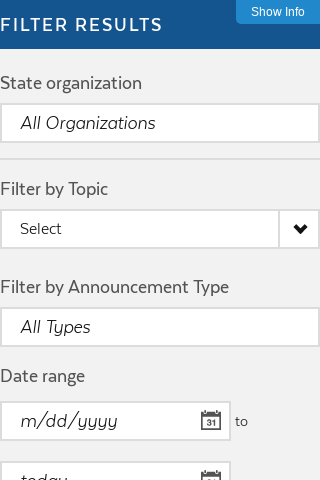 Show Info
FILTER RESULTS
State organization
All Organizations
Filter by Topic
Select
Filter by Announcement Type
All Types
Date range
m/dd/yyyy
31
to
today